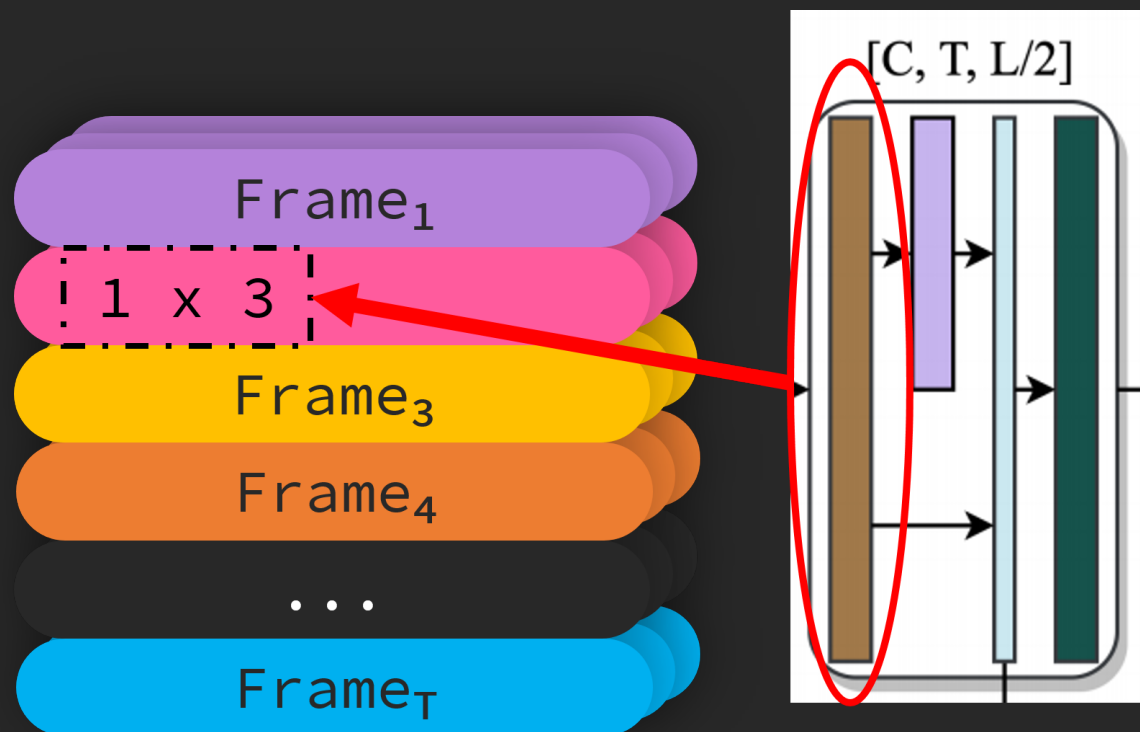 [C, T, L/2]
Frame₁
1 x 3
Frame₃
Frame₄
...
Frame_T